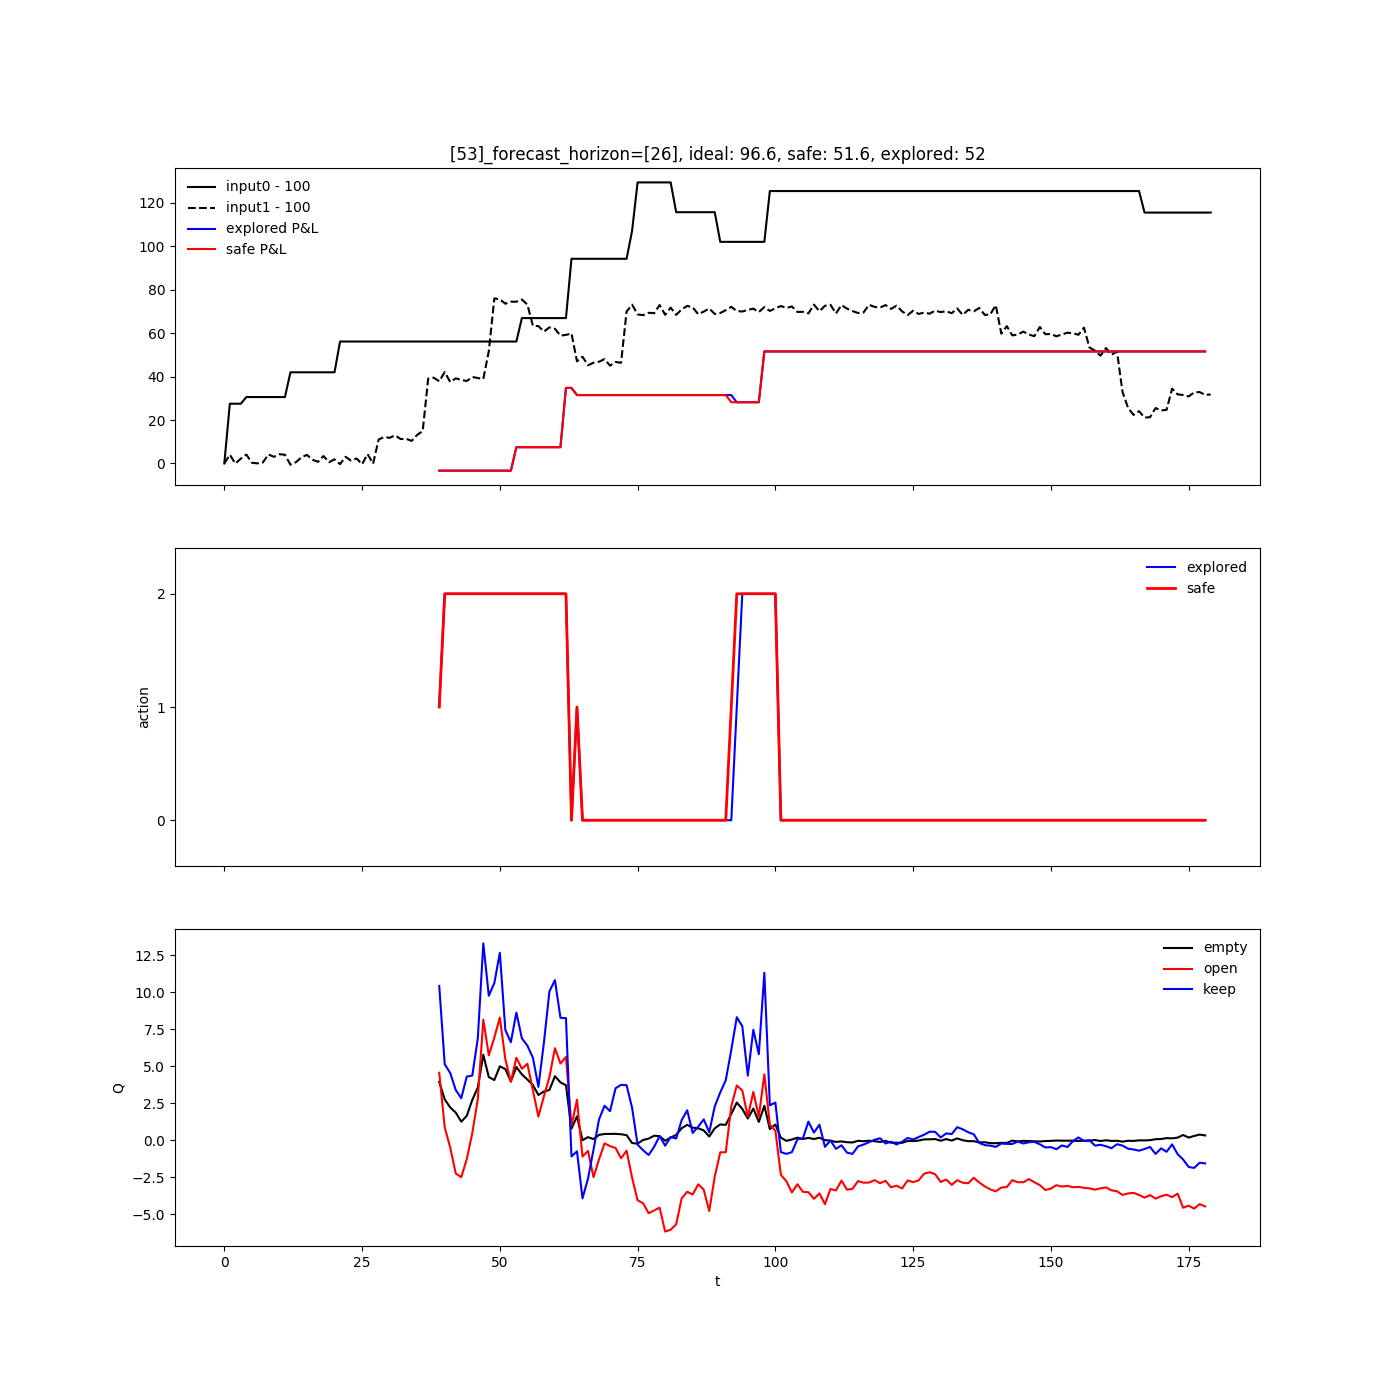 [53]_forecast_horizon=[26], ideal: 96.6, safe: 51.6, explored: 52
input0 - 100
input1 - 100
explored P&L
safe P&L
120
100
80
60
40
20
0
explored
safe
2
1
0
action
empty
open
keep
12.5
10.0
7.5
5.0
2.5
0.0
−2.5
−5.0
Q
0 25 50 75 100 125 150 175
t